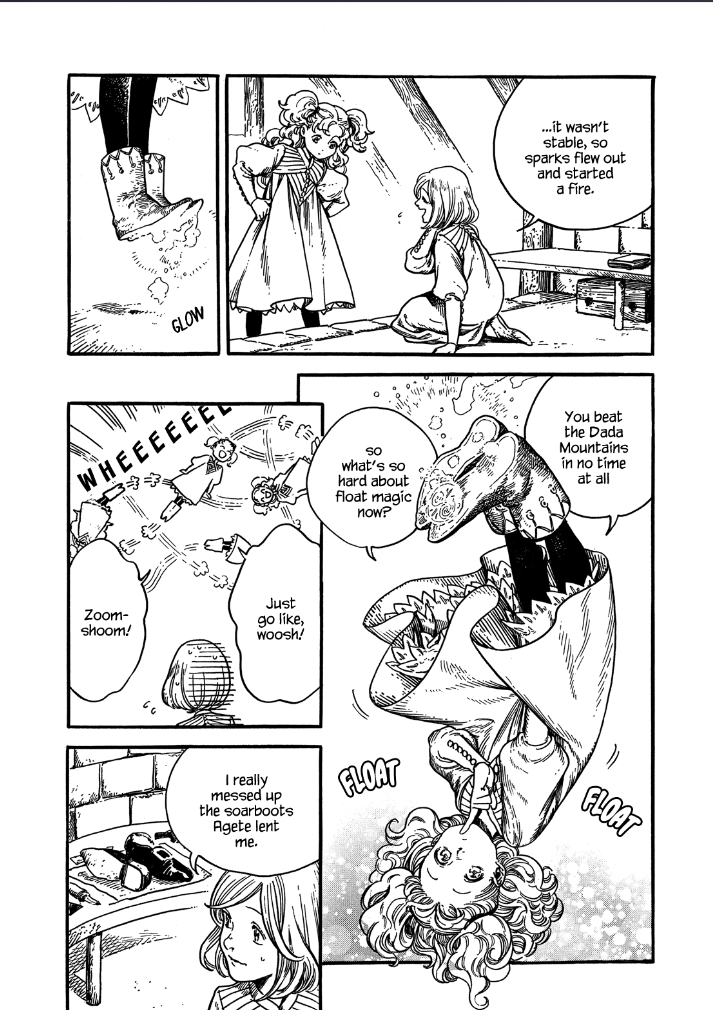 ...it wasn't
stable, so
sparks flew out
and started
a fire.
GLOW
You beat
the Dada
Mountains
in no time
at all
so
what's so
hard about
float magic
now?
FLOAT
FLOAT
WHEEEEEEE
Just
go like,
woosh!
Zoom-
shoom!
I really
messed up
the soarboots
Agete lent
me.